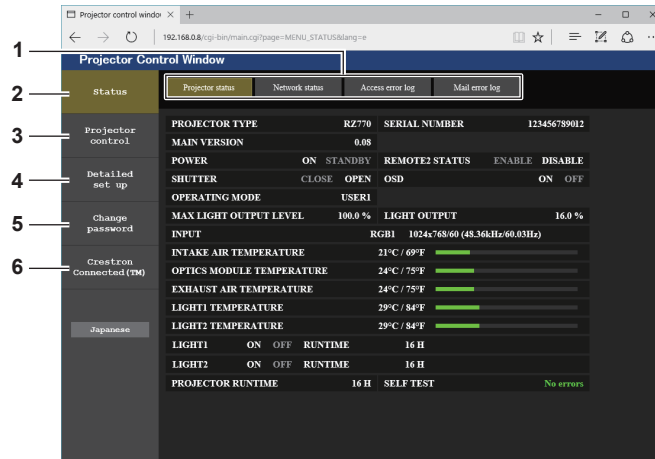 Projector control window
192.168.0.8/cgi-bin/main.cgi?page=MENU_STATUS&lang=e
1
Projector Control Window
2
Status
Projector status Network status Access error log Mail error log
3
Projector
control
4
Detailed
set up
5
Change
password
6
Crestron
Connected(TM)
Japanese
PROJECTOR TYPE RZ770 SERIAL NUMBER 123456789012
MAIN VERSION 0.08
POWER ON STANDBY REMOTE2 STATUS ENABLE DISABLE
SHUTTER CLOSE OPEN OSD ON OFF
OPERATING MODE USER1
MAX LIGHT OUTPUT LEVEL 100.0 % LIGHT OUTPUT 16.0 %
INPUT RGB1 1024x768/60 (48.36kHz/60.03Hz)
INTAKE AIR TEMPERATURE 21°C / 69°F
OPTICS MODULE TEMPERATURE 24°C / 75°F
EXHAUST AIR TEMPERATURE 24°C / 75°F
LIGHT1 TEMPERATURE 29°C / 84°F
LIGHT2 TEMPERATURE 29°C / 84°F
LIGHT1 ON OFF RUNTIME 16 H
LIGHT2 ON OFF RUNTIME 16 H
PROJECTOR RUNTIME 16 H SELF TEST No errors